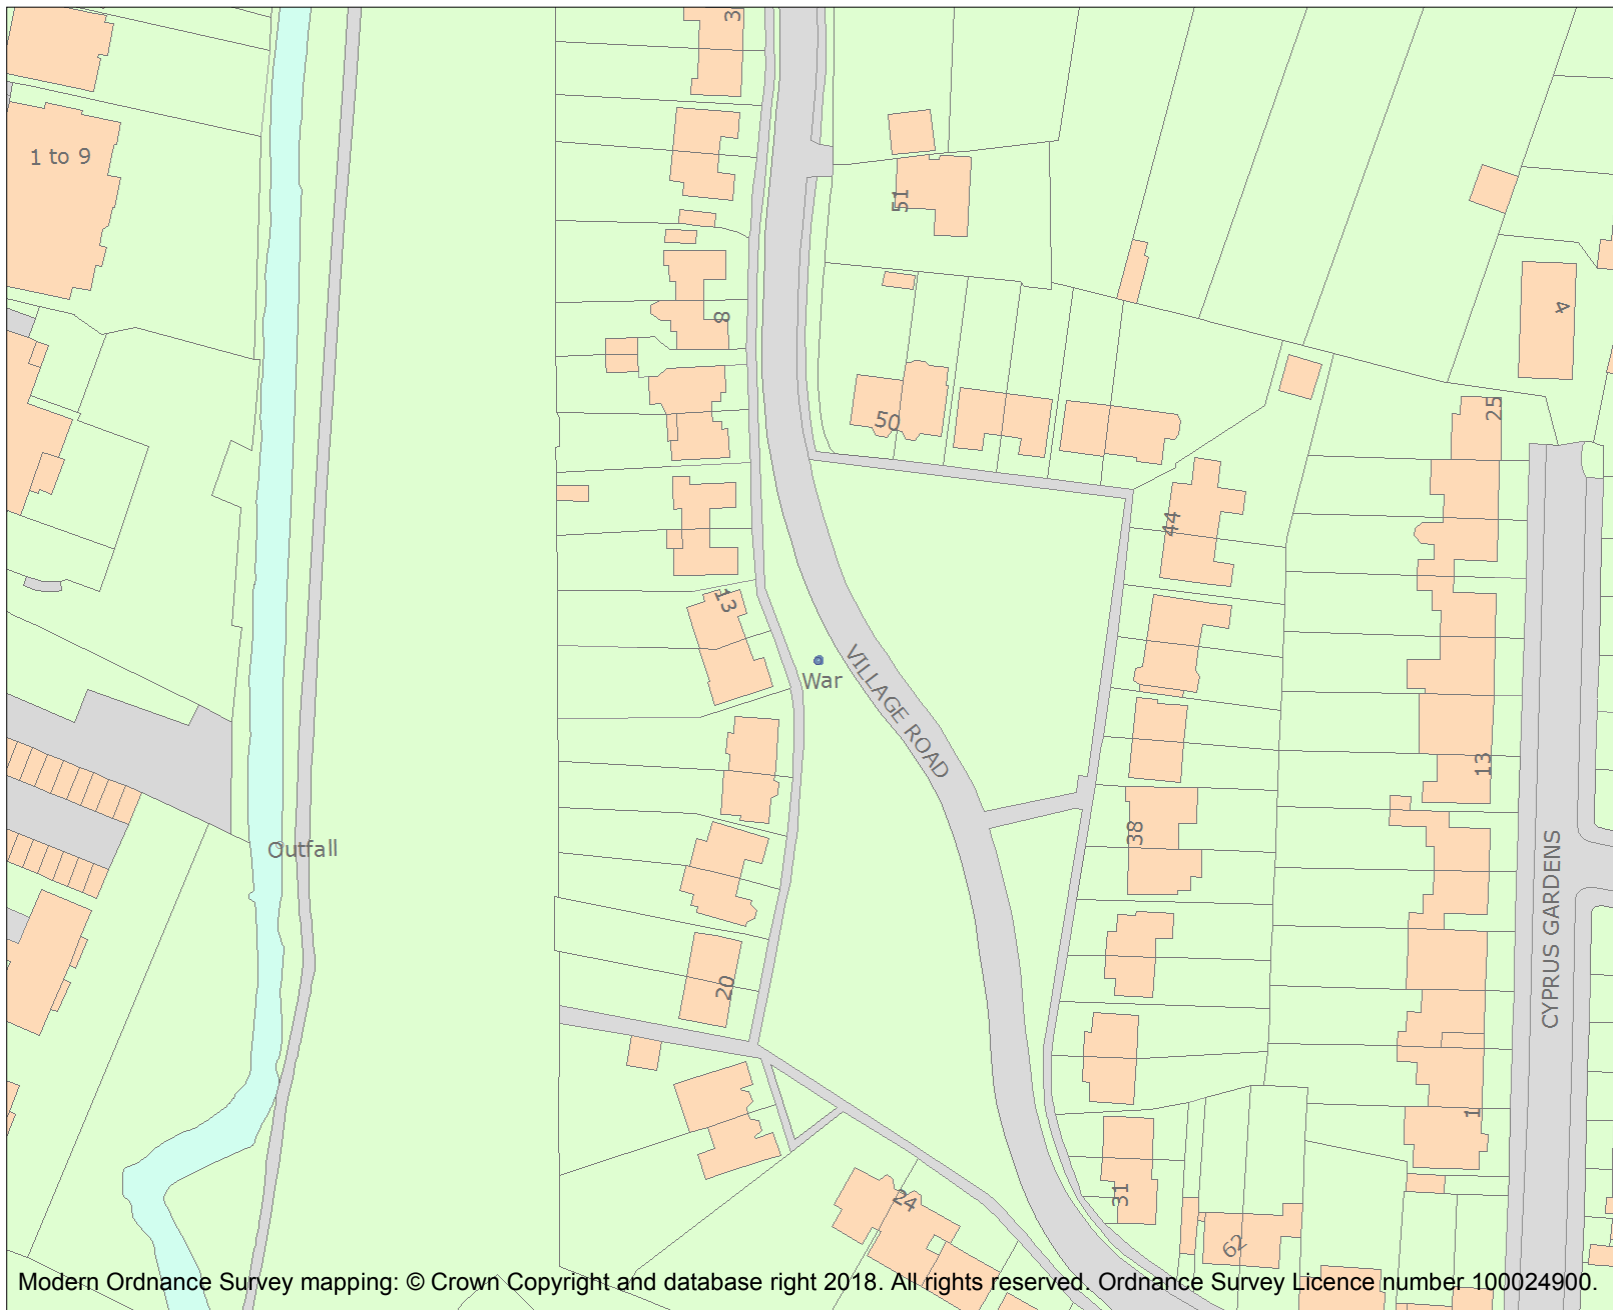 3
1 to 9
51
8
4
50
25
44
13
War
VILLAGE ROAD
13
38
Outfall
CYPRUS GARDENS
20
1
31
24
62
Modern Ordnance Survey mapping: © Crown Copyright and database right 2018. All rights reserved. Ordnance Survey Licence number 100024900.